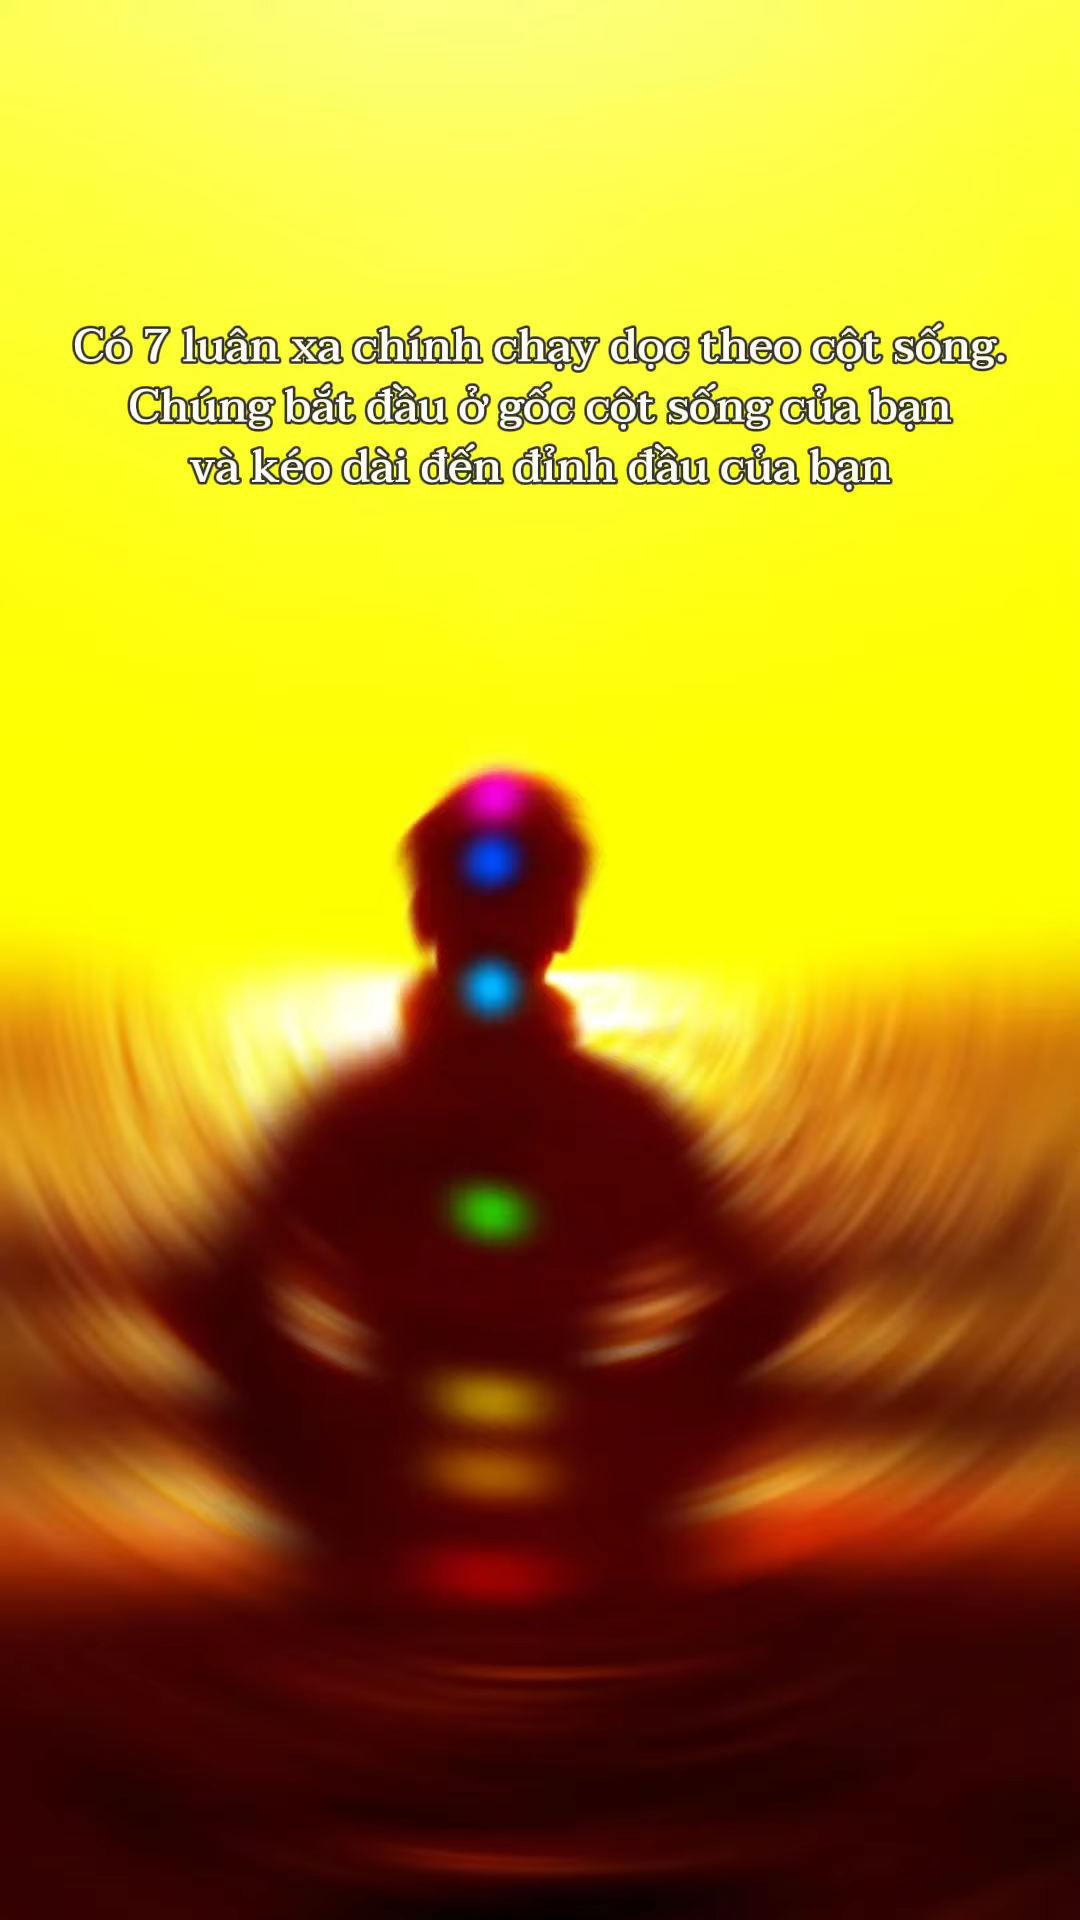 Có 7 luân xa chính chạy dọc theo cột sống.
Chúng bắt đầu ở gốc cột sống của bạn
và kéo dài đến đỉnh đầu của bạn